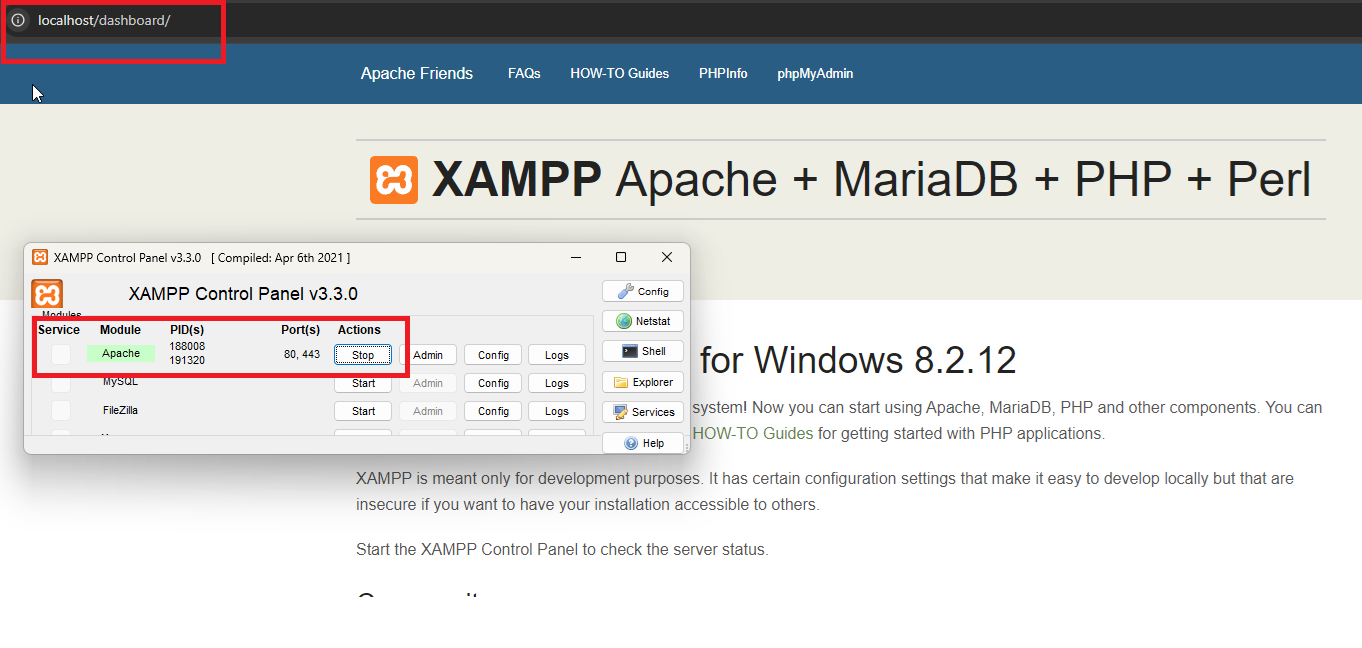 localhost/dashboard/
Apache Friends FAQs HOW-TO Guides PHPInfo phpMyAdmin
XAMPP Apache + MariaDB + PHP + Perl
XAMPP Control Panel v3.3.0 [ Compiled: Apr 6th 2021 ]
XAMPP Control Panel v3.3.0
Modules
Service Module PID(s) Port(s) Actions
Apache 188008 191320 80, 443 Stop Admin Config Logs
MySQL Start Admin Config Logs
FileZilla Start Admin Config Logs
Config
Netstat
Shell
Explorer
Services
Help
for Windows 8.2.12
system! Now you can start using Apache, MariaDB, PHP and other components. You can
HOW-TO Guides for getting started with PHP applications.
XAMPP is meant only for development purposes. It has certain configuration settings that make it easy to develop locally but that are
insecure if you want to have your installation accessible to others.
Start the XAMPP Control Panel to check the server status.